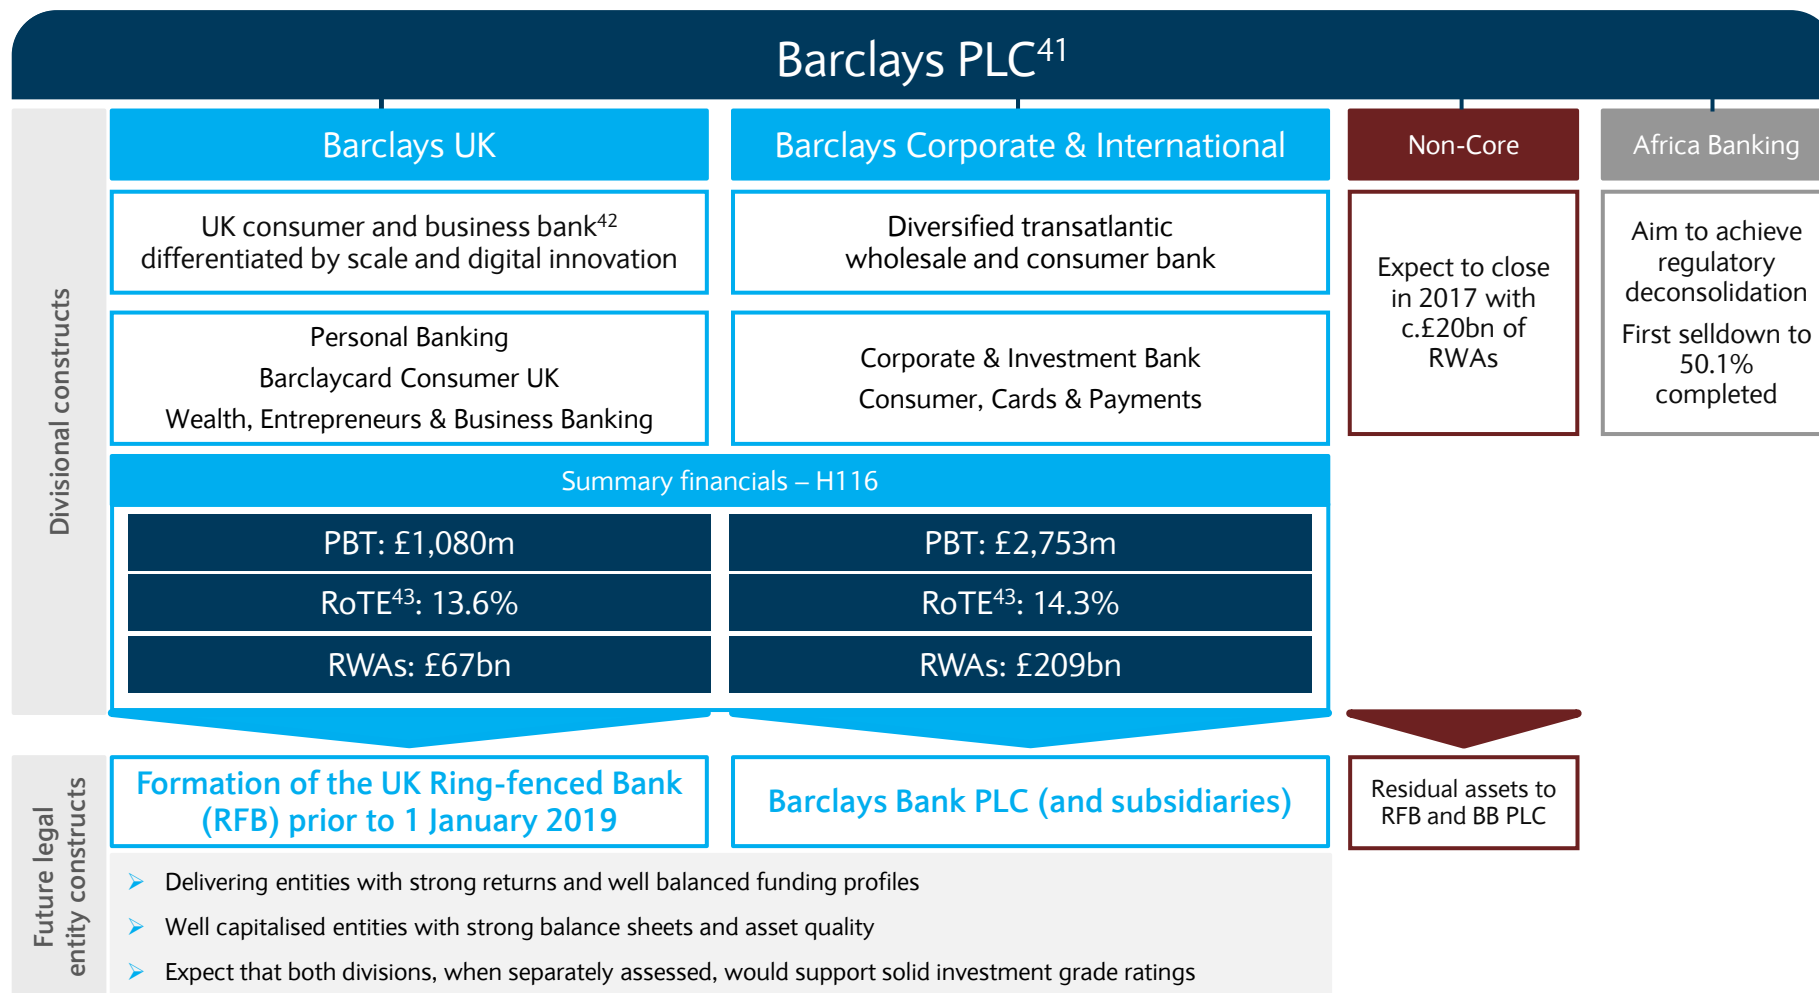 Barclays PLC41
Divisional constructs
Barclays UK
UK consumer and business bank42
differentiated by scale and digital innovation
Personal Banking
Barclaycard Consumer UK
Wealth, Entrepreneurs & Business Banking
Barclays Corporate & International
Diversified transatlantic
wholesale and consumer bank
Corporate & Investment Bank
Consumer, Cards & Payments
Non-Core
Expect to close
in 2017 with
c.£20bn of
RWAs
Africa Banking
Aim to achieve
regulatory
deconsolidation
First selldown to
50.1%
completed
Summary financials – H116
PBT: £1,080m
RoTE43: 13.6%
RWAs: £67bn
PBT: £2,753m
RoTE43: 14.3%
RWAs: £209bn
Future legal
entity constructs
Formation of the UK Ring-fenced Bank
(RFB) prior to 1 January 2019
Barclays Bank PLC (and subsidiaries)
Residual assets to
RFB and BB PLC
➢ Delivering entities with strong returns and well balanced funding profiles
➢ Well capitalised entities with strong balance sheets and asset quality
➢ Expect that both divisions, when separately assessed, would support solid investment grade ratings